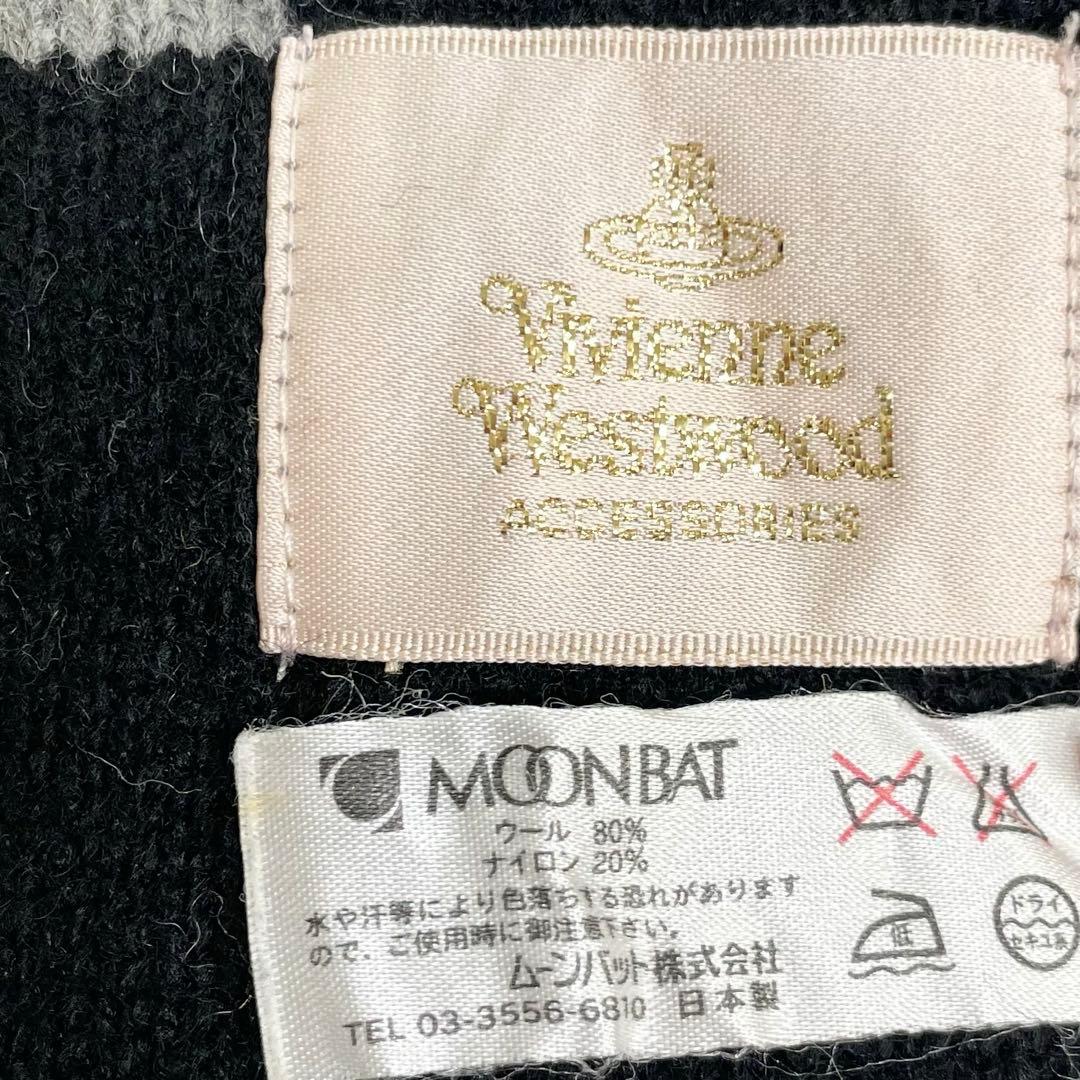 Vivienne
Westwood
ACCESSORIES
MOONBAT
ウール 80%
ナイロン 20%
水や汗等により色落ちする恐れがあります
ので、ご使用時に御注意下さい。
ムーンバット株式会社
TEL 03-3556-6810 日本製
低
ドライ
セキユ系